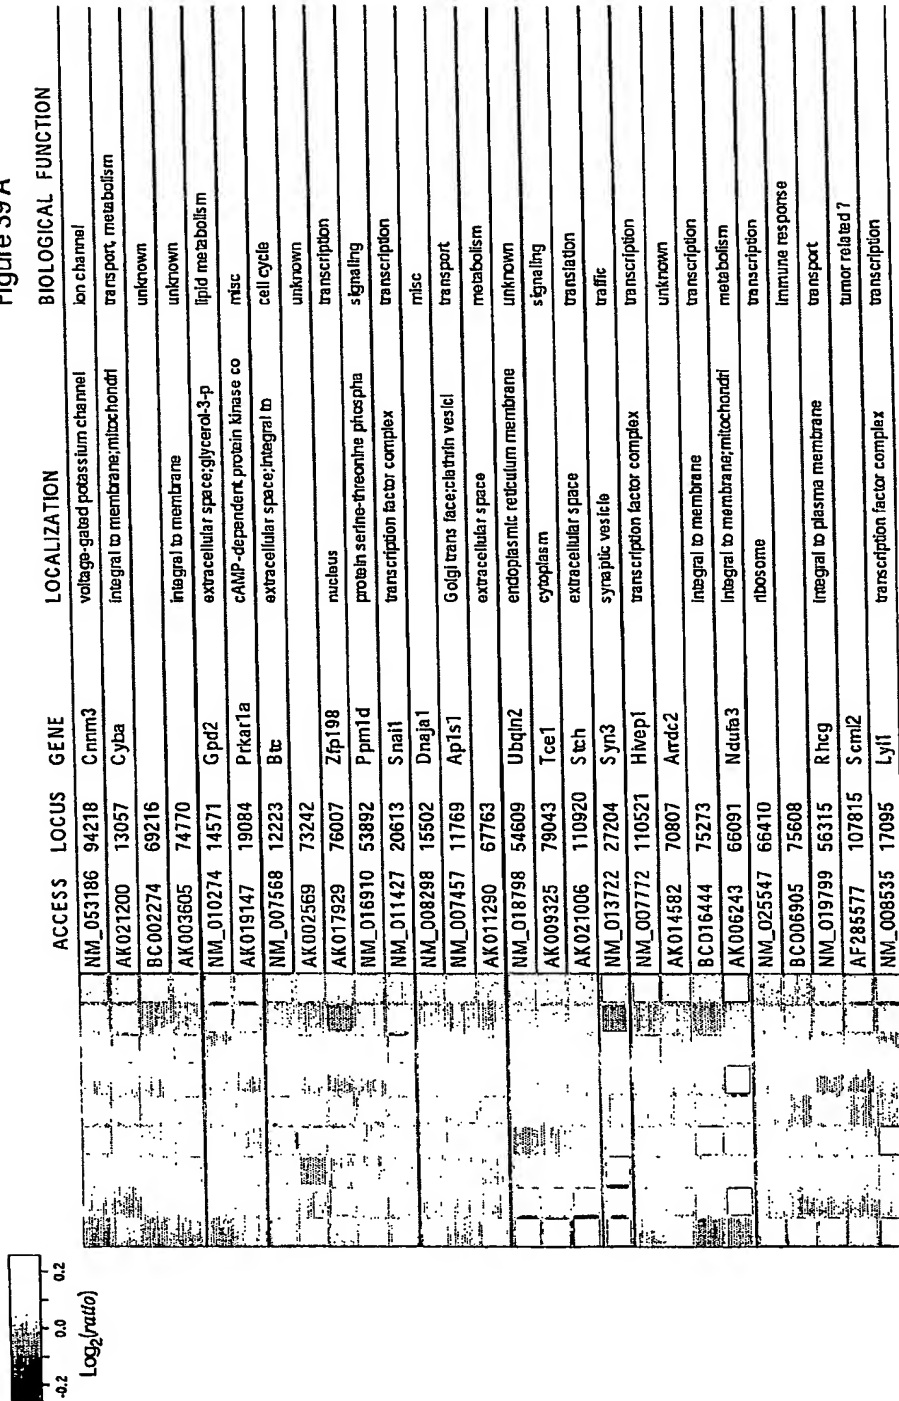 Figure 39 A
ACCESS LOCUS GENE LOCALIZATION BIOLOGICAL FUNCTION
NM_053186 94218 Cnnm3 voltage-gated potassium channel ion channel
AK021200 13057 Cyba integral to membrane;mitochondri transport, metabolism
BC002274 69216 unknown
AK003605 74770 integral to membrane unknown
NM_010274 14571 Gpd2 extracellular space;glycerol-3-p lipid metabolism
AK019147 19084 Prkar1a cAMP-dependent protein kinase co misc
NM_007568 12223 Btc extracellular space;integral to cell cycle
AK002569 73242 unknown
AK017929 76007 Zfp198 nucleus transcription
NM_016910 53892 Ppm1d protein serine-threonine phospha signaling
NM_011427 20613 Snai1 transcription factor complex transcription
NM_008298 15502 Dnaja1 misc
NM_007457 11769 Ap1s1 Golgi trans face;clathrin vesicl transport
AK011290 67763 extracellular space metabolism
NM_018798 54609 Ubqln2 endoplasmic reticulum membrane unknown
AK009325 79043 Tce1 cytoplasm signaling
AK021006 110920 Stch extracellular space translation
NM_013722 27204 Syn3 synaptic vesicle traffic
NM_007772 110521 Hivep1 transcription factor complex transcription
AK014582 70807 Arrdc2 unknown
BC016444 75273 integral to membrane transcription
AK006243 66091 Ndufa3 integral to membrane;mitochondri metabolism
NM_025547 66410 ribosome transcription
BC006905 75608 immune response
NM_019799 56315 Rhcg integral to plasma membrane transport
AF285577 107815 Scml2 tumor related ?
NM_008535 17095 Lyl1 transcription factor complex transcription
-0.2 0.0 0.2
Log2(ratio)